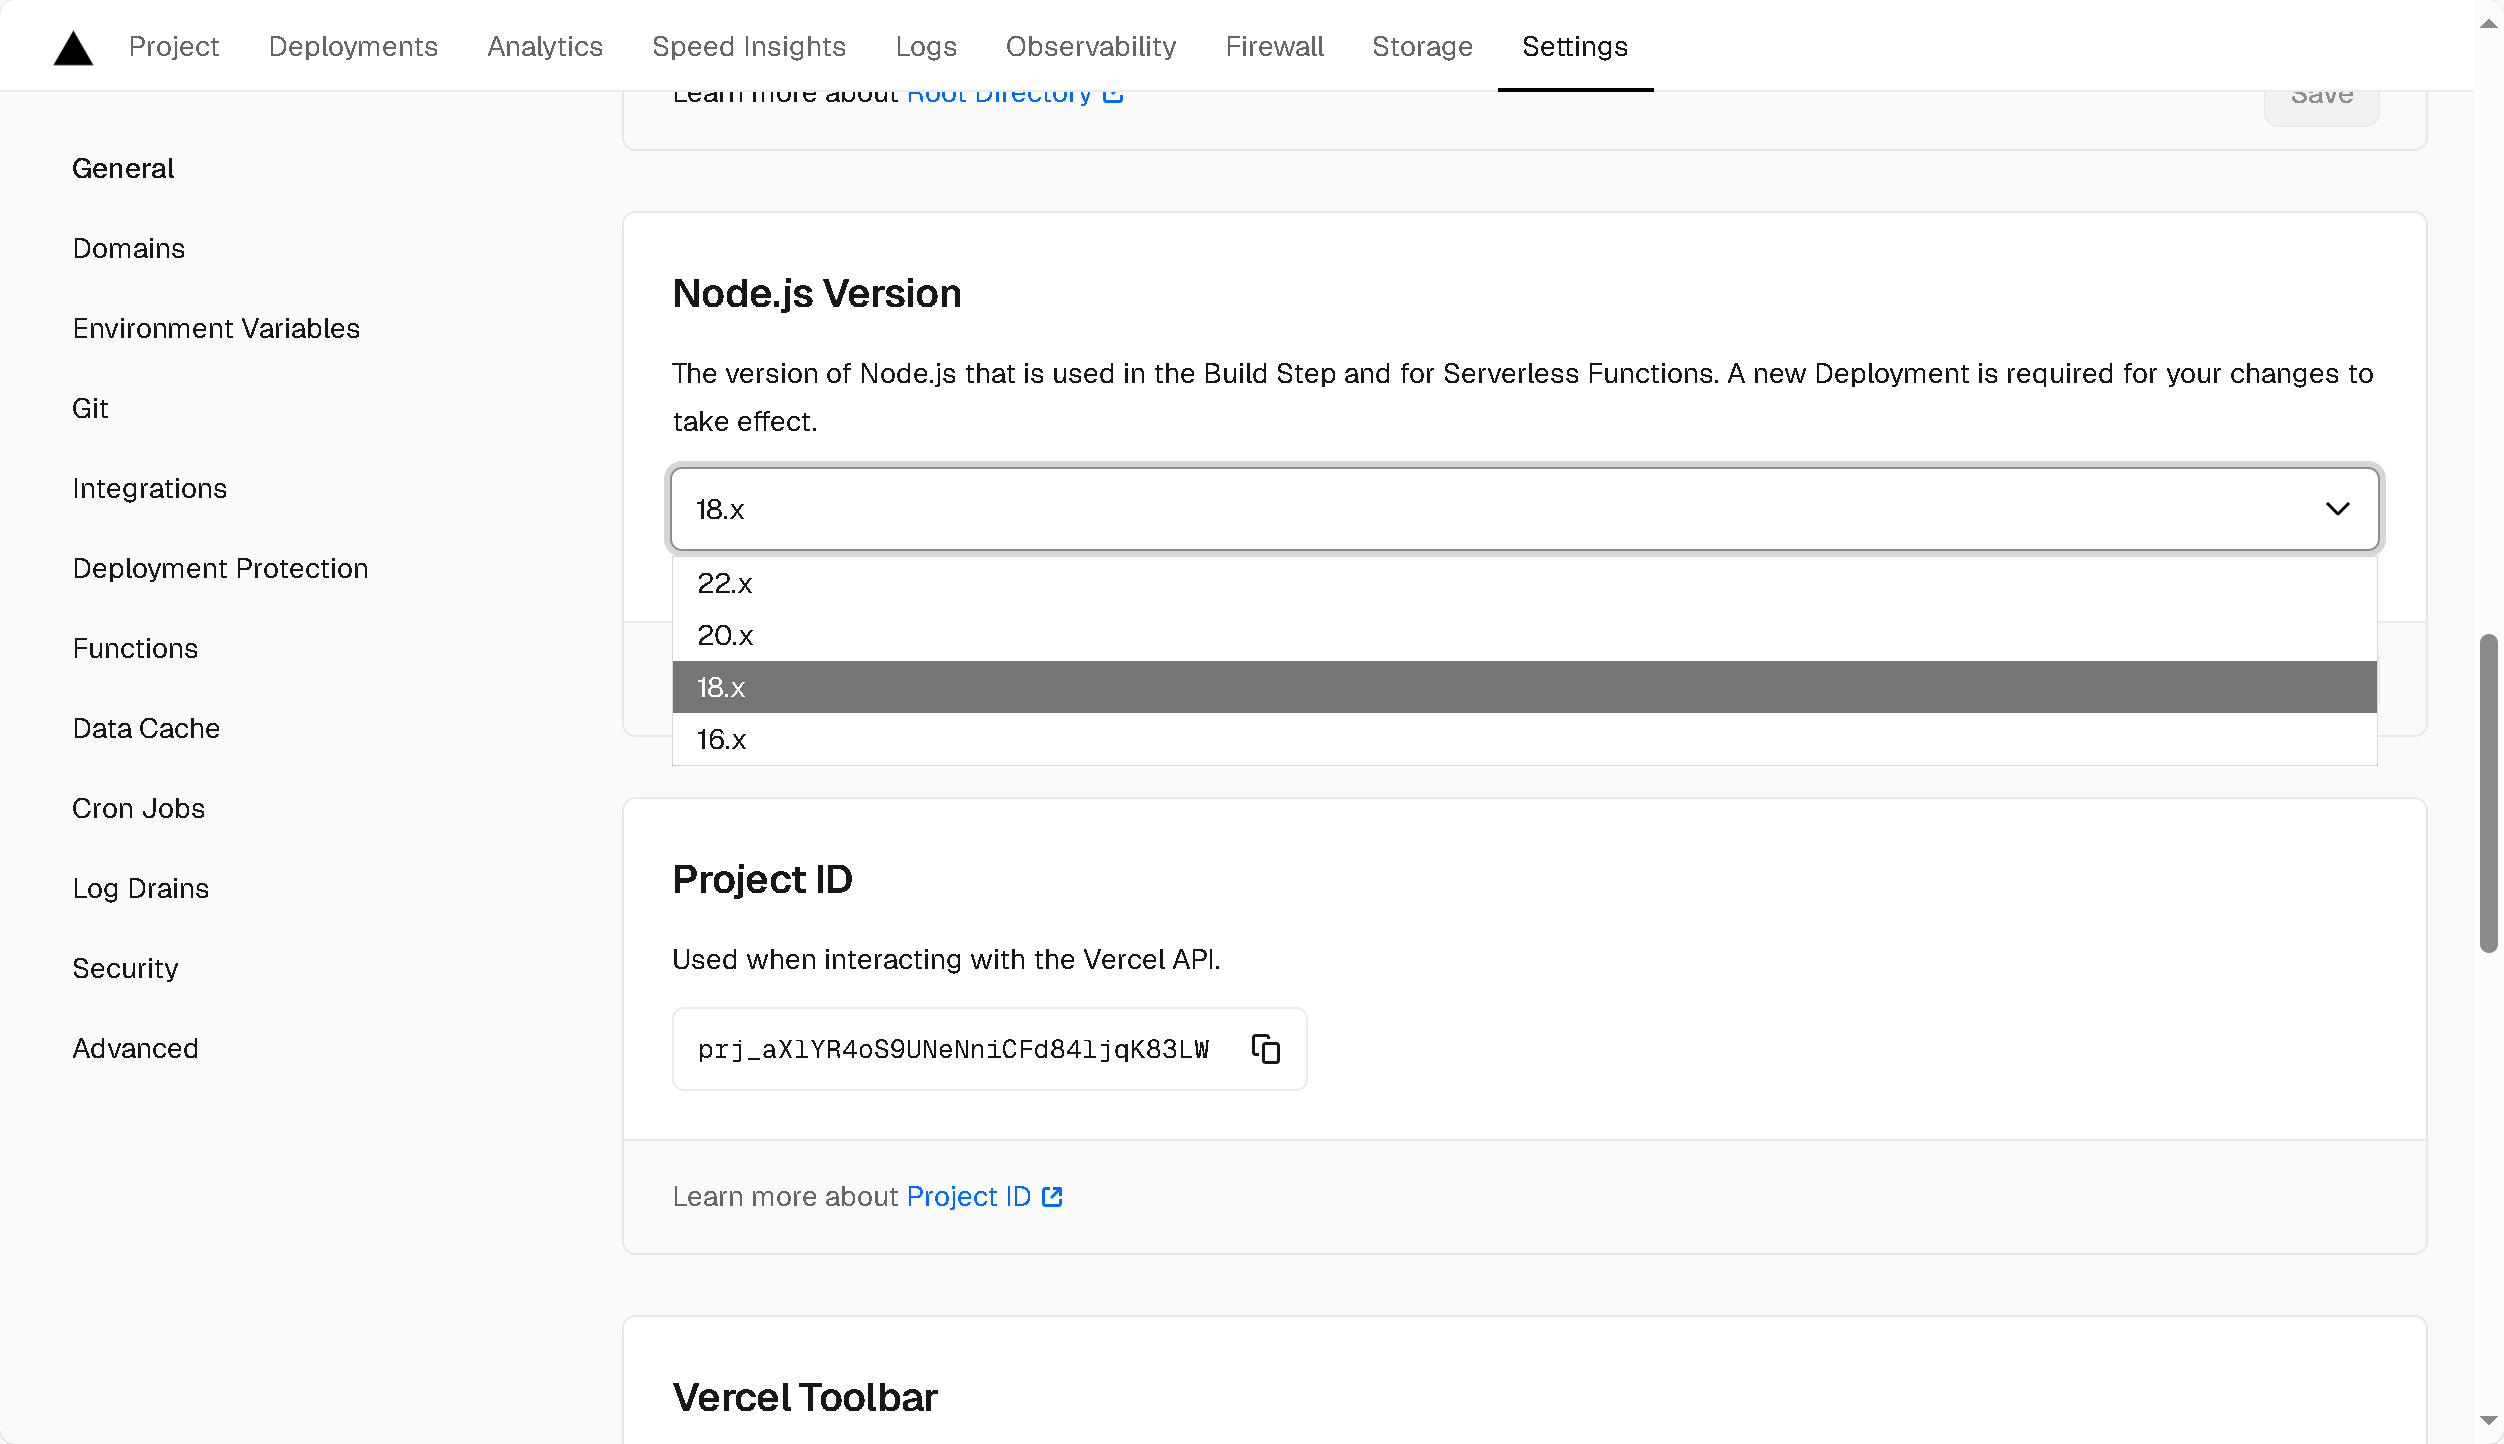 Project
Deployments
Analytics
Speed Insights
Logs
Observability
Firewall
Storage
Settings
General
Domains
Environment Variables
Git
Integrations
Deployment Protection
Functions
Data Cache
Cron Jobs
Log Drains
Security
Advanced
Learn more about Root Directory
Save
Node.js Version
The version of Node.js that is used in the Build Step and for Serverless Functions. A new Deployment is required for your changes to
take effect.
18.x
22.x
20.x
18.x
16.x
Project ID
Used when interacting with the Vercel API.
prj_aXlYR4oS9UNeNniCFd84ljqK83LW
Learn more about Project ID
Vercel Toolbar